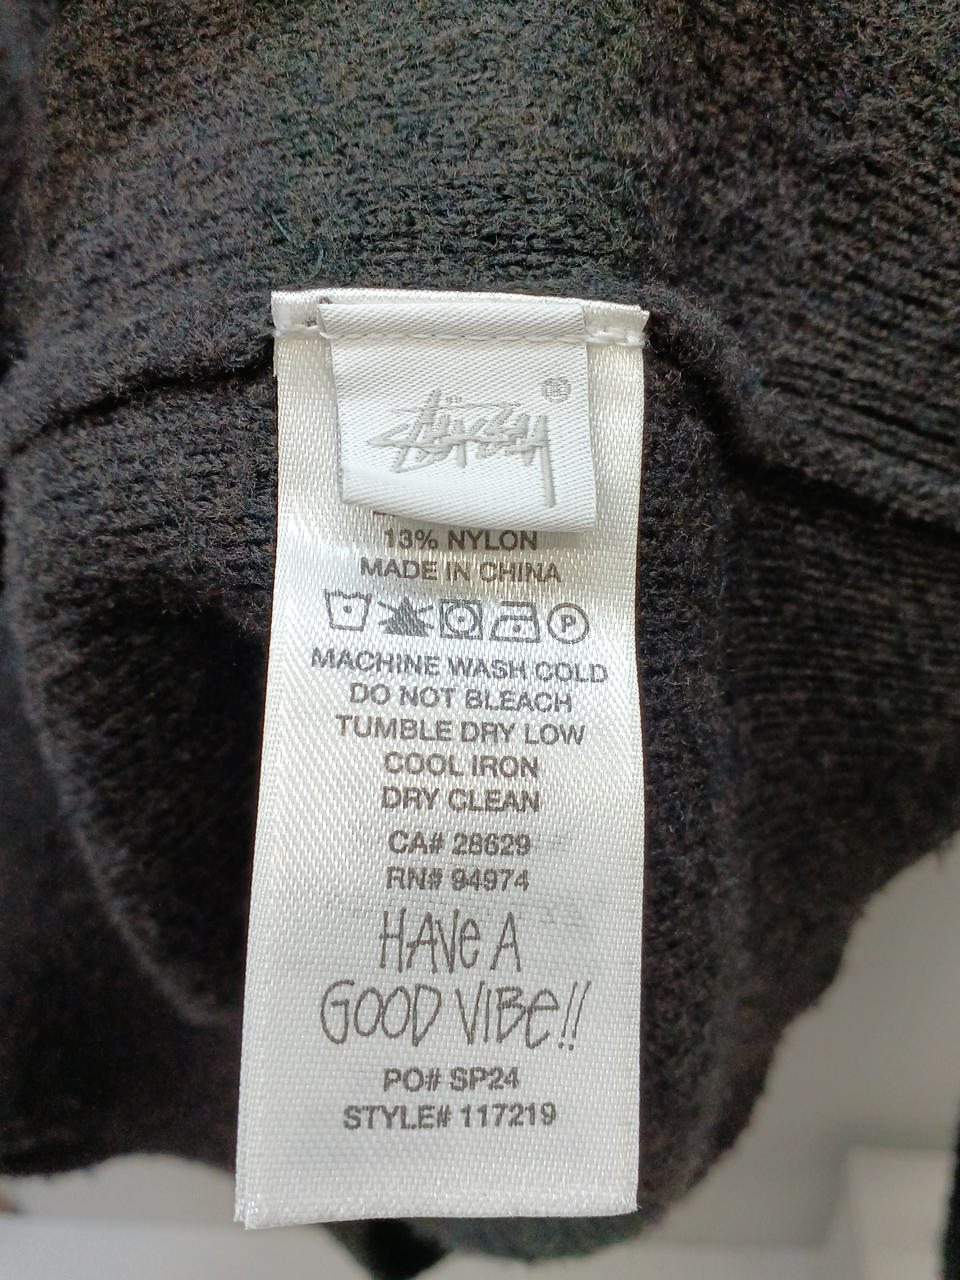 STÜSSY®
13% NYLON
MADE IN CHINA
P
MACHINE WASH COLD
DO NOT BLEACH
TUMBLE DRY LOW
COOL IRON
DRY CLEAN
CA# 28629
RN# 94974
HAVe A
GOOD VIBe!!
PO# SP24
STYLE# 117219